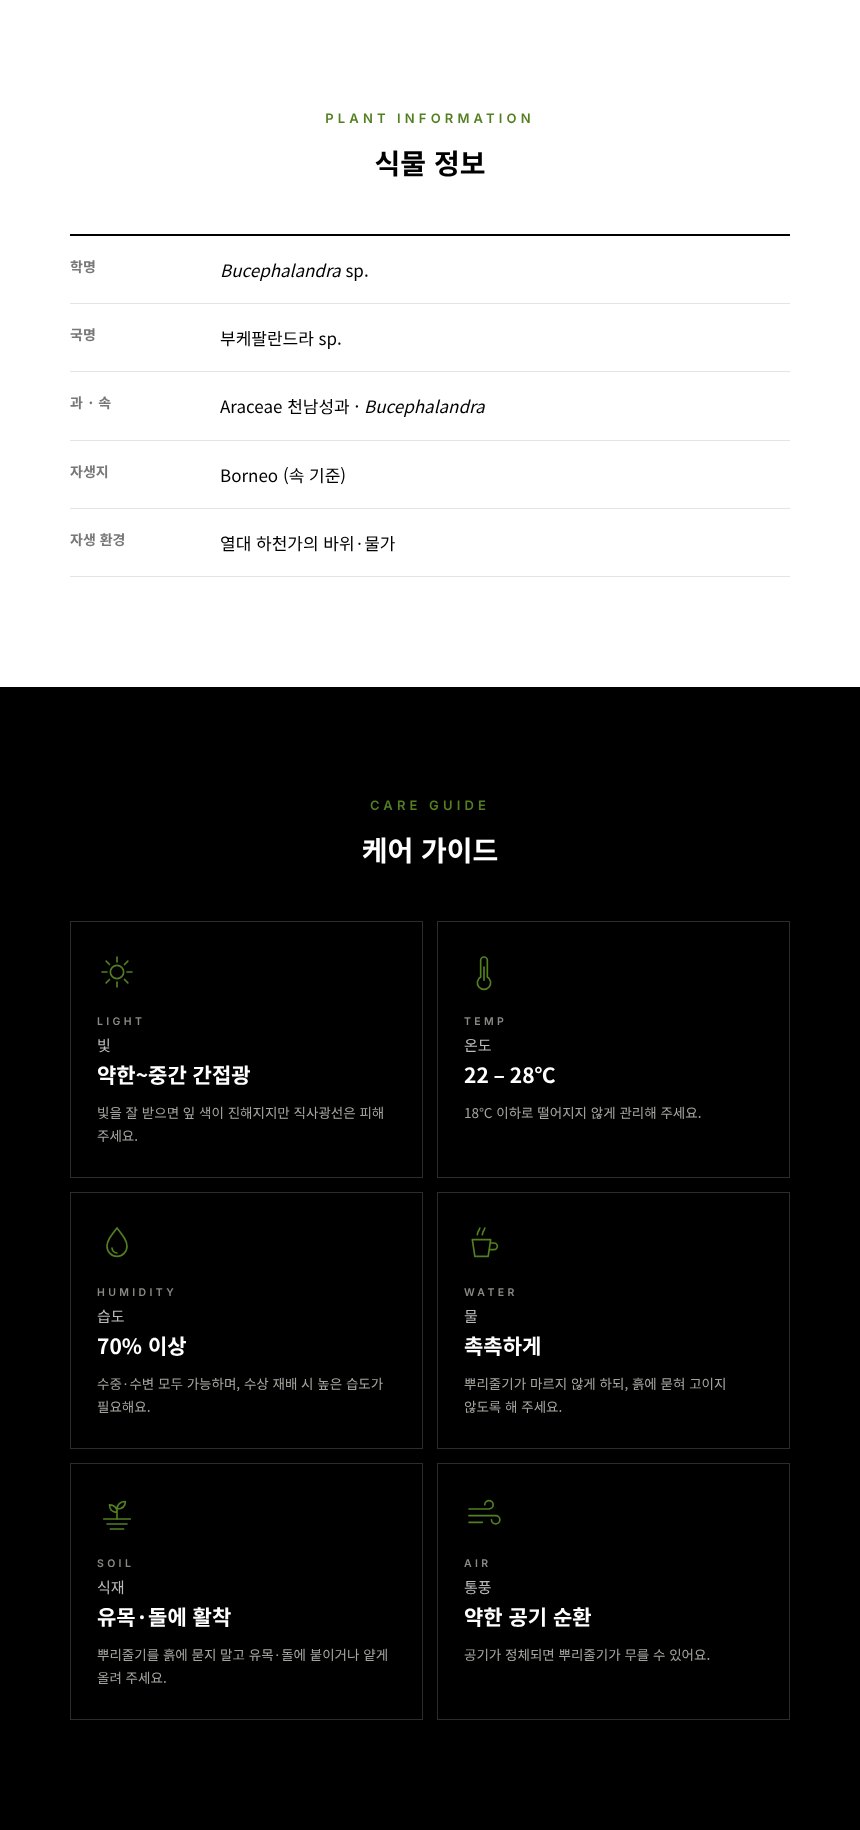 PLANT INFORMATION
식물 정보
학명 Bucephalandra sp.
국명 부케팔란드라 sp.
과 · 속 Araceae 천남성과 · Bucephalandra
자생지 Borneo (속 기준)
자생 환경 열대 하천가의 바위·물가
CARE GUIDE
케어 가이드
LIGHT
빛
약한~중간 간접광
빛을 잘 받으면 잎 색이 진해지지만 직사광선은 피해
주세요.
TEMP
온도
22 – 28℃
18℃ 이하로 떨어지지 않게 관리해 주세요.
HUMIDITY
습도
70% 이상
수중·수변 모두 가능하며, 수상 재배 시 높은 습도가
필요해요.
WATER
물
촉촉하게
뿌리줄기가 마르지 않게 하되, 흙에 묻혀 고이지
않도록 해 주세요.
SOIL
식재
유목·돌에 활착
뿌리줄기를 흙에 묻지 말고 유목·돌에 붙이거나 얕게
올려 주세요.
AIR
통풍
약한 공기 순환
공기가 정체되면 뿌리줄기가 무를 수 있어요.